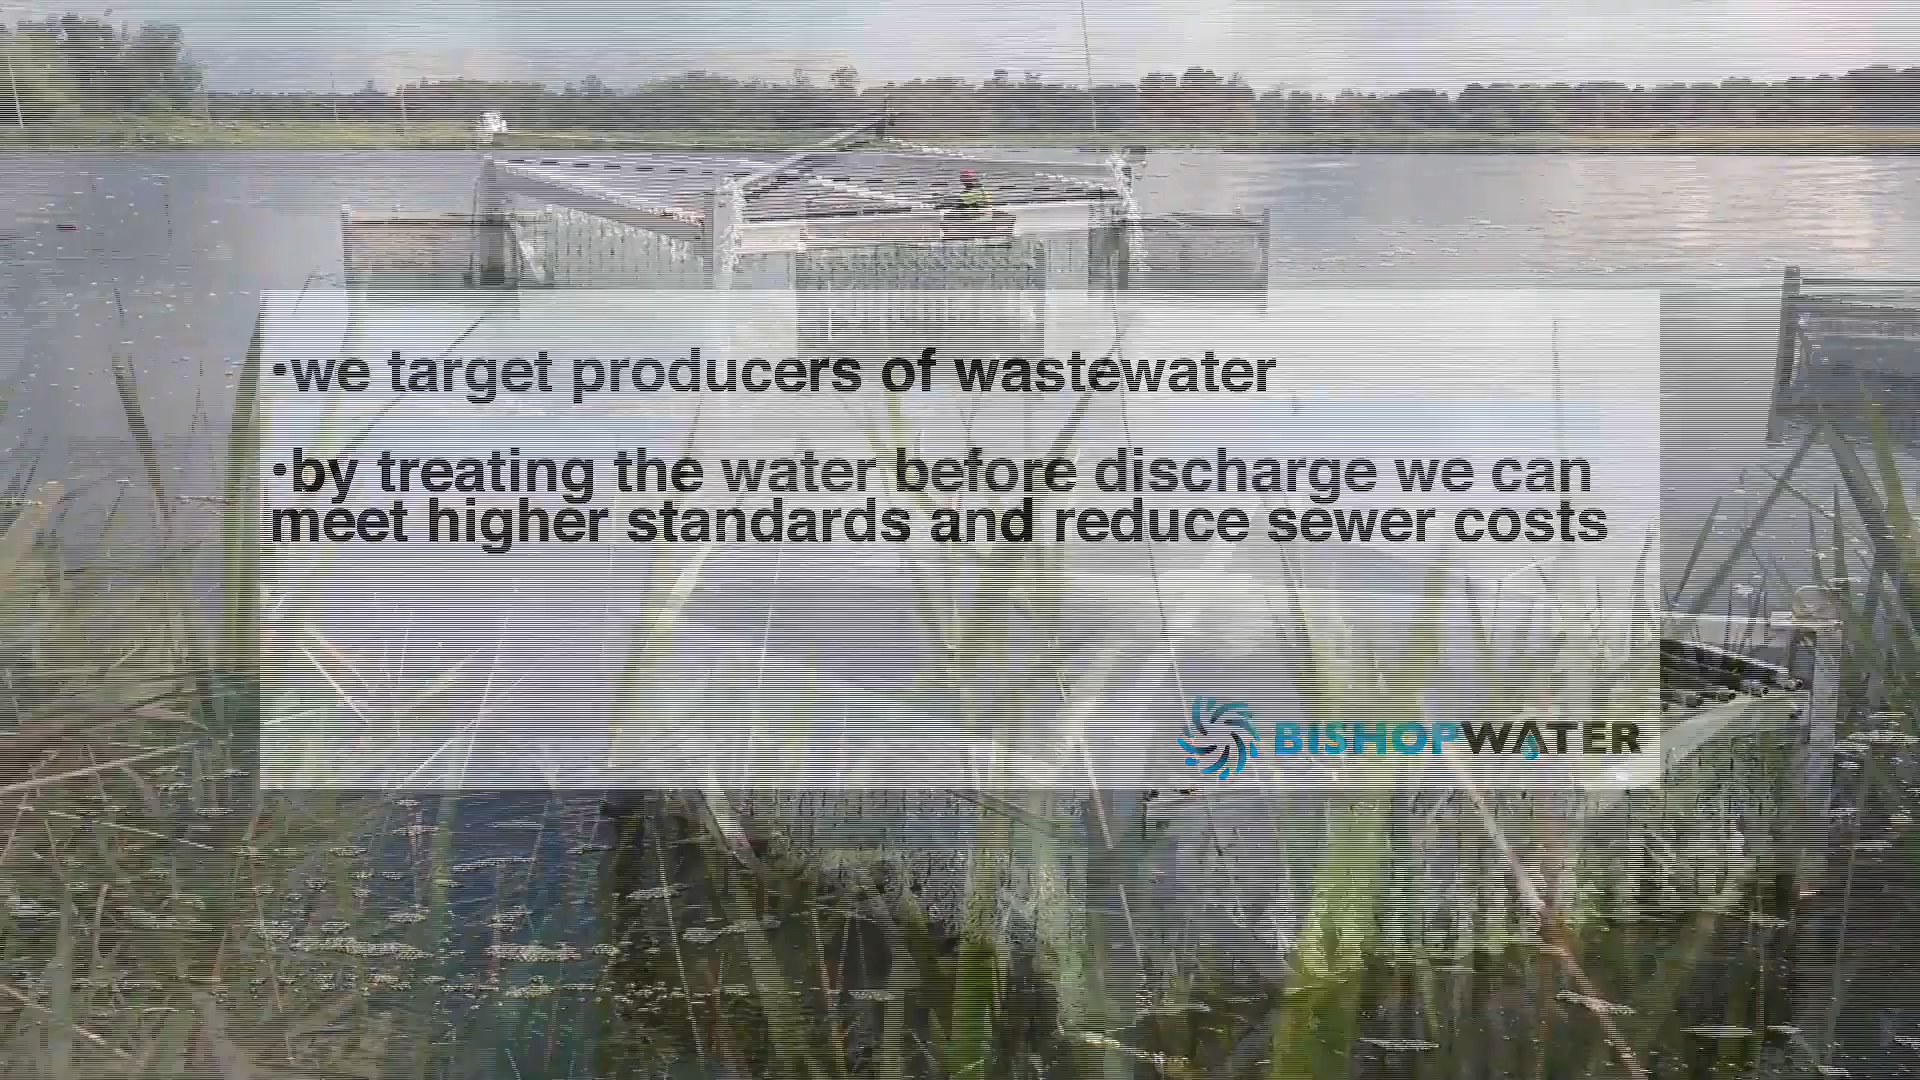 •we target producers of wastewater
•by treating the water before discharge we can
meet higher standards and reduce sewer costs
BISHOPWATER